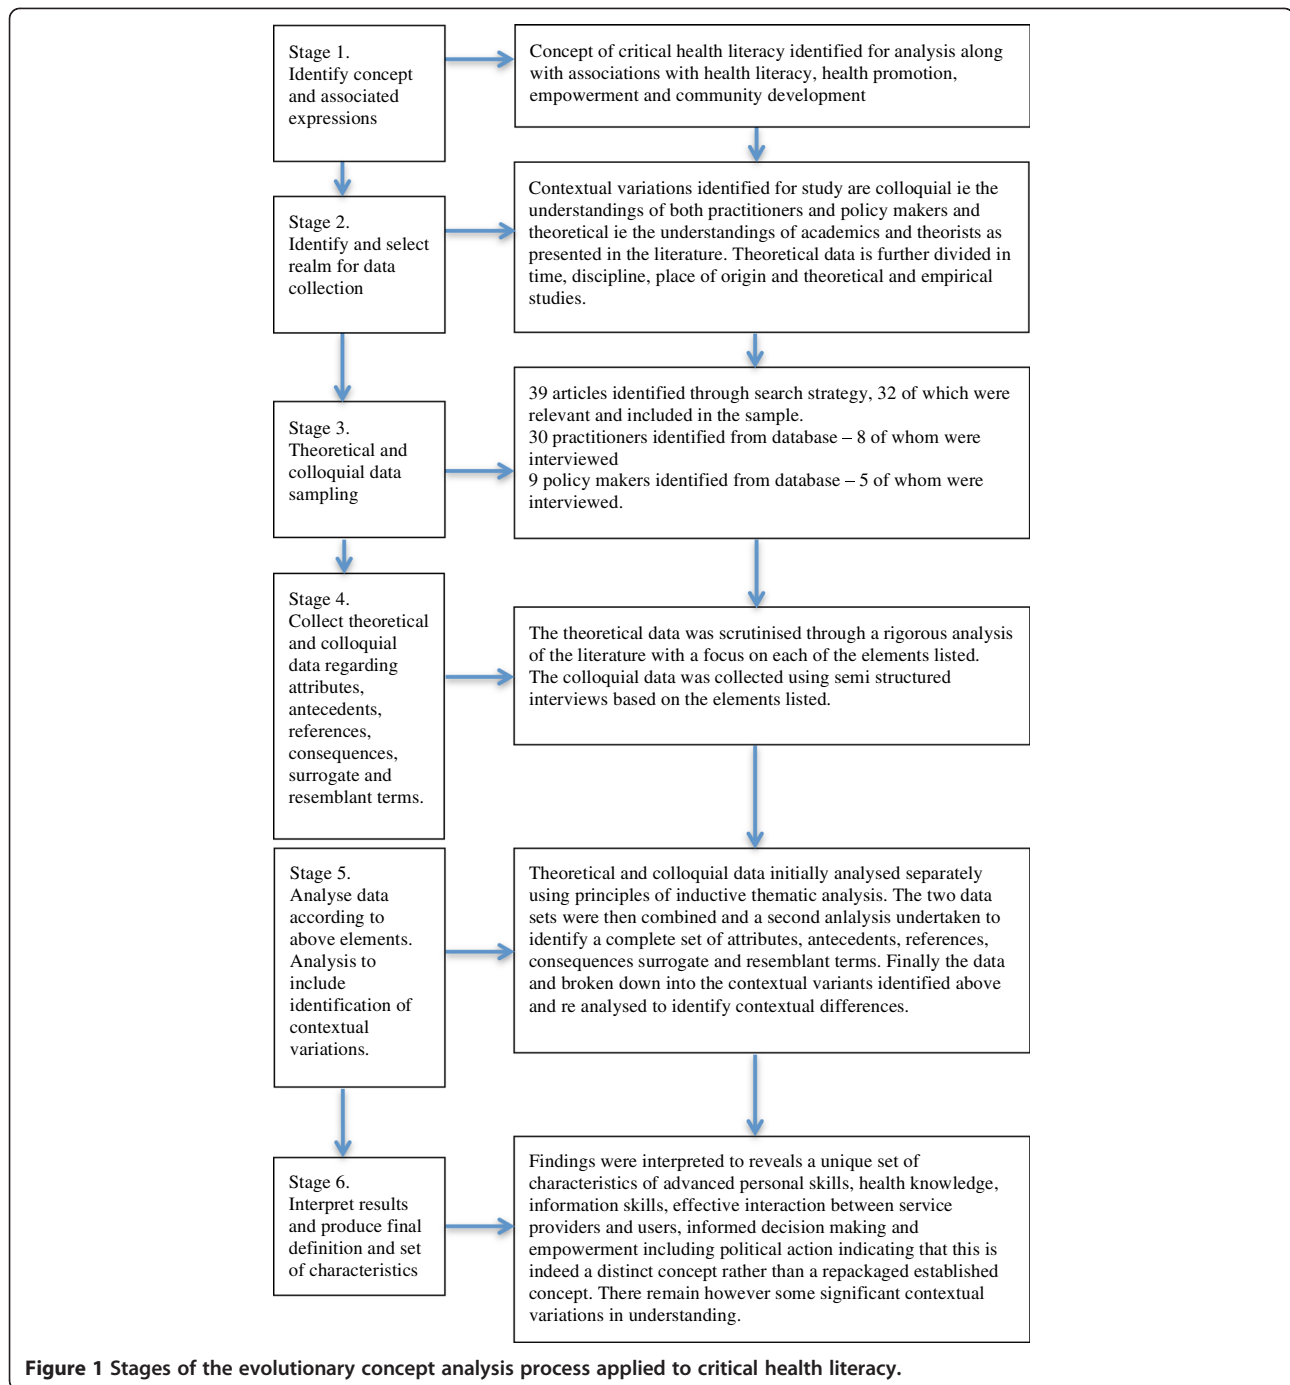 Stage 1.
Identify concept
and associated
expressions
Concept of critical health literacy identified for analysis along
with associations with health literacy, health promotion,
empowerment and community development
Stage 2.
Identify and select
realm for data
collection
Contextual variations identified for study are colloquial ie the
understandings of both practitioners and policy makers and
theoretical ie the understandings of academics and theorists as
presented in the literature. Theoretical data is further divided in
time, discipline, place of origin and theoretical and empirical
studies.
Stage 3.
Theoretical and
colloquial data
sampling
39 articles identified through search strategy, 32 of which were
relevant and included in the sample.
30 practitioners identified from database – 8 of whom were
interviewed
9 policy makers identified from database – 5 of whom were
interviewed.
Stage 4.
Collect theoretical
and colloquial
data regarding
attributes,
antecedents,
references,
consequences,
surrogate and
resemblant terms.
The theoretical data was scrutinised through a rigorous analysis
of the literature with a focus on each of the elements listed.
The colloquial data was collected using semi structured
interviews based on the elements listed.
Stage 5.
Analyse data
according to
above elements.
Analysis to
include
identification of
contextual
variations.
Theoretical and colloquial data initially analysed separately
using principles of inductive thematic analysis. The two data
sets were then combined and a second anlalysis undertaken to
identify a complete set of attributes, antecedents, references,
consequences surrogate and resemblant terms. Finally the data
and broken down into the contextual variants identified above
and re analysed to identify contextual differences.
Stage 6.
Interpret results
and produce final
definition and set
of characteristics
Findings were interpreted to reveals a unique set of
characteristics of advanced personal skills, health knowledge,
information skills, effective interaction between service
providers and users, informed decision making and
empowerment including political action indicating that this is
indeed a distinct concept rather than a repackaged established
concept. There remain however some significant contextual
variations in understanding.
Figure 1 Stages of the evolutionary concept analysis process applied to critical health literacy.